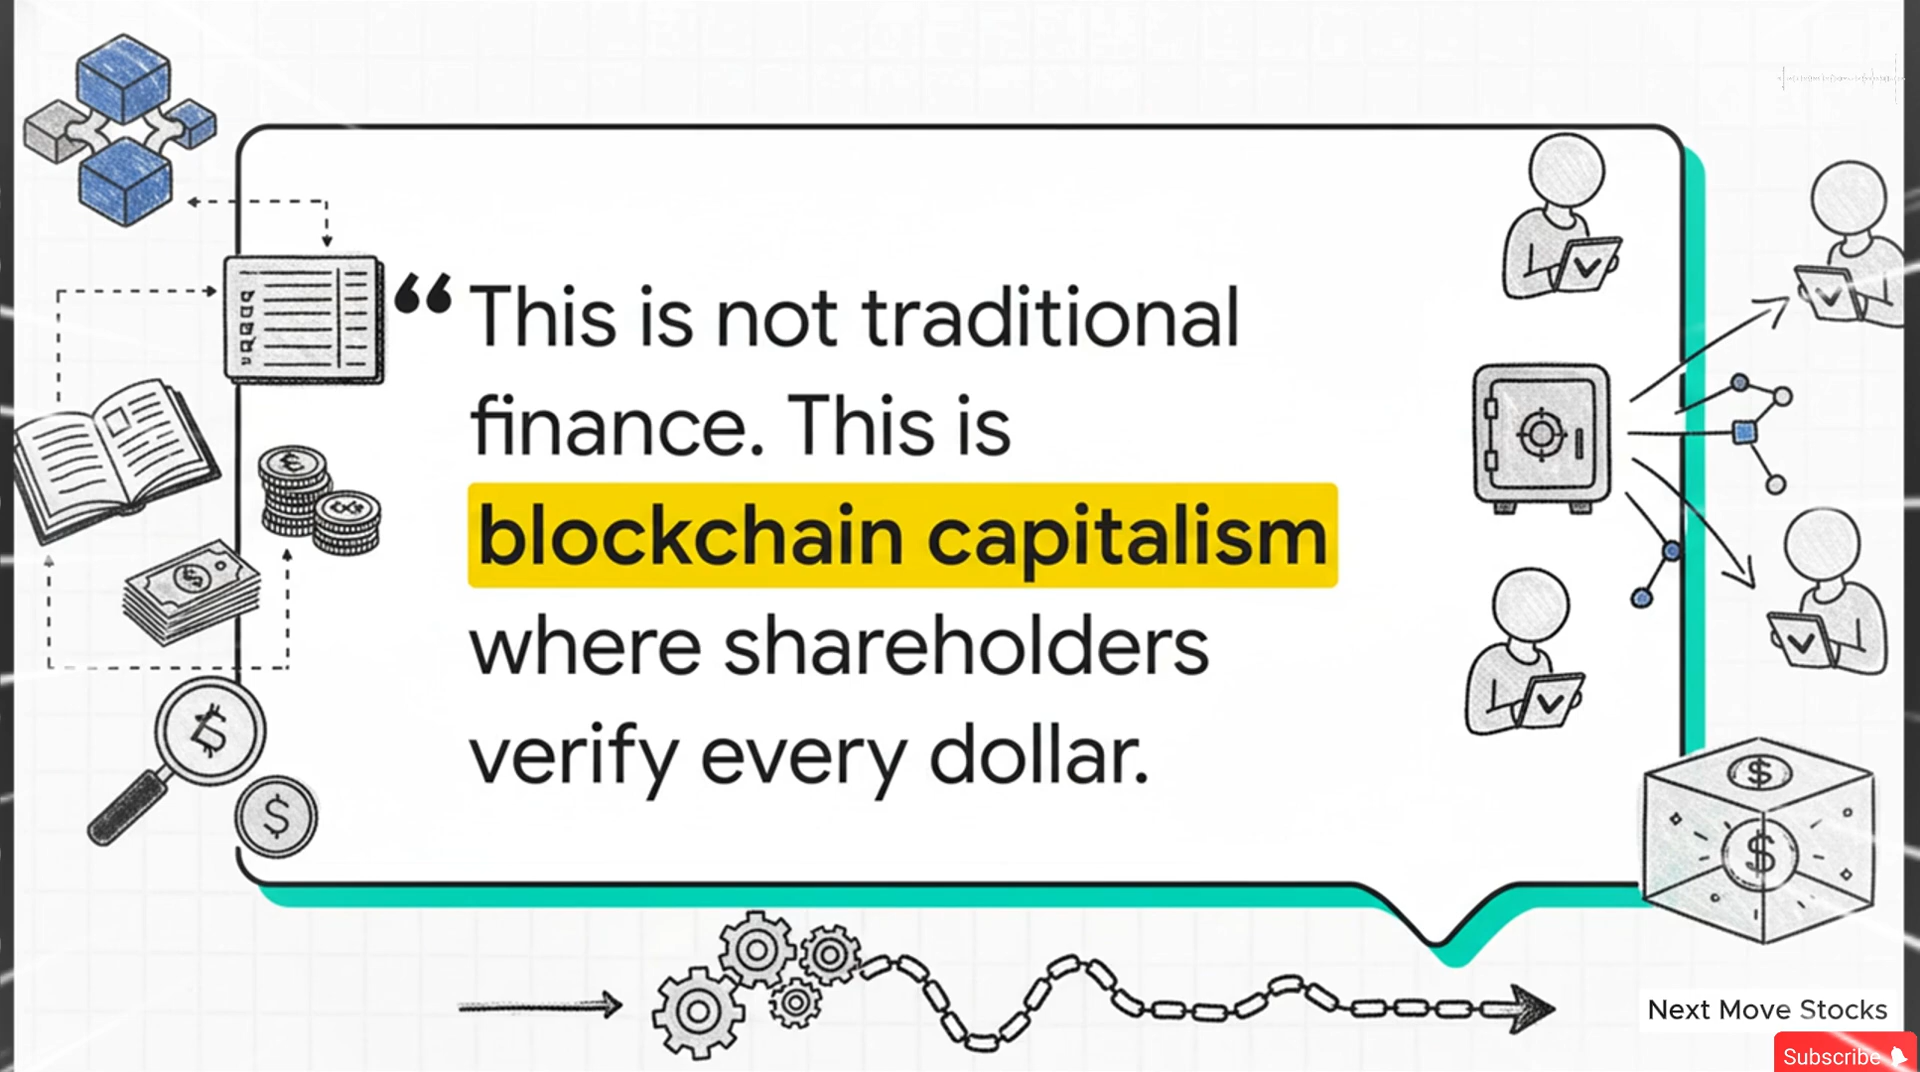 “ This is not traditional
finance. This is
blockchain capitalism
where shareholders
verify every dollar.
Next Move Stocks
Subscribe